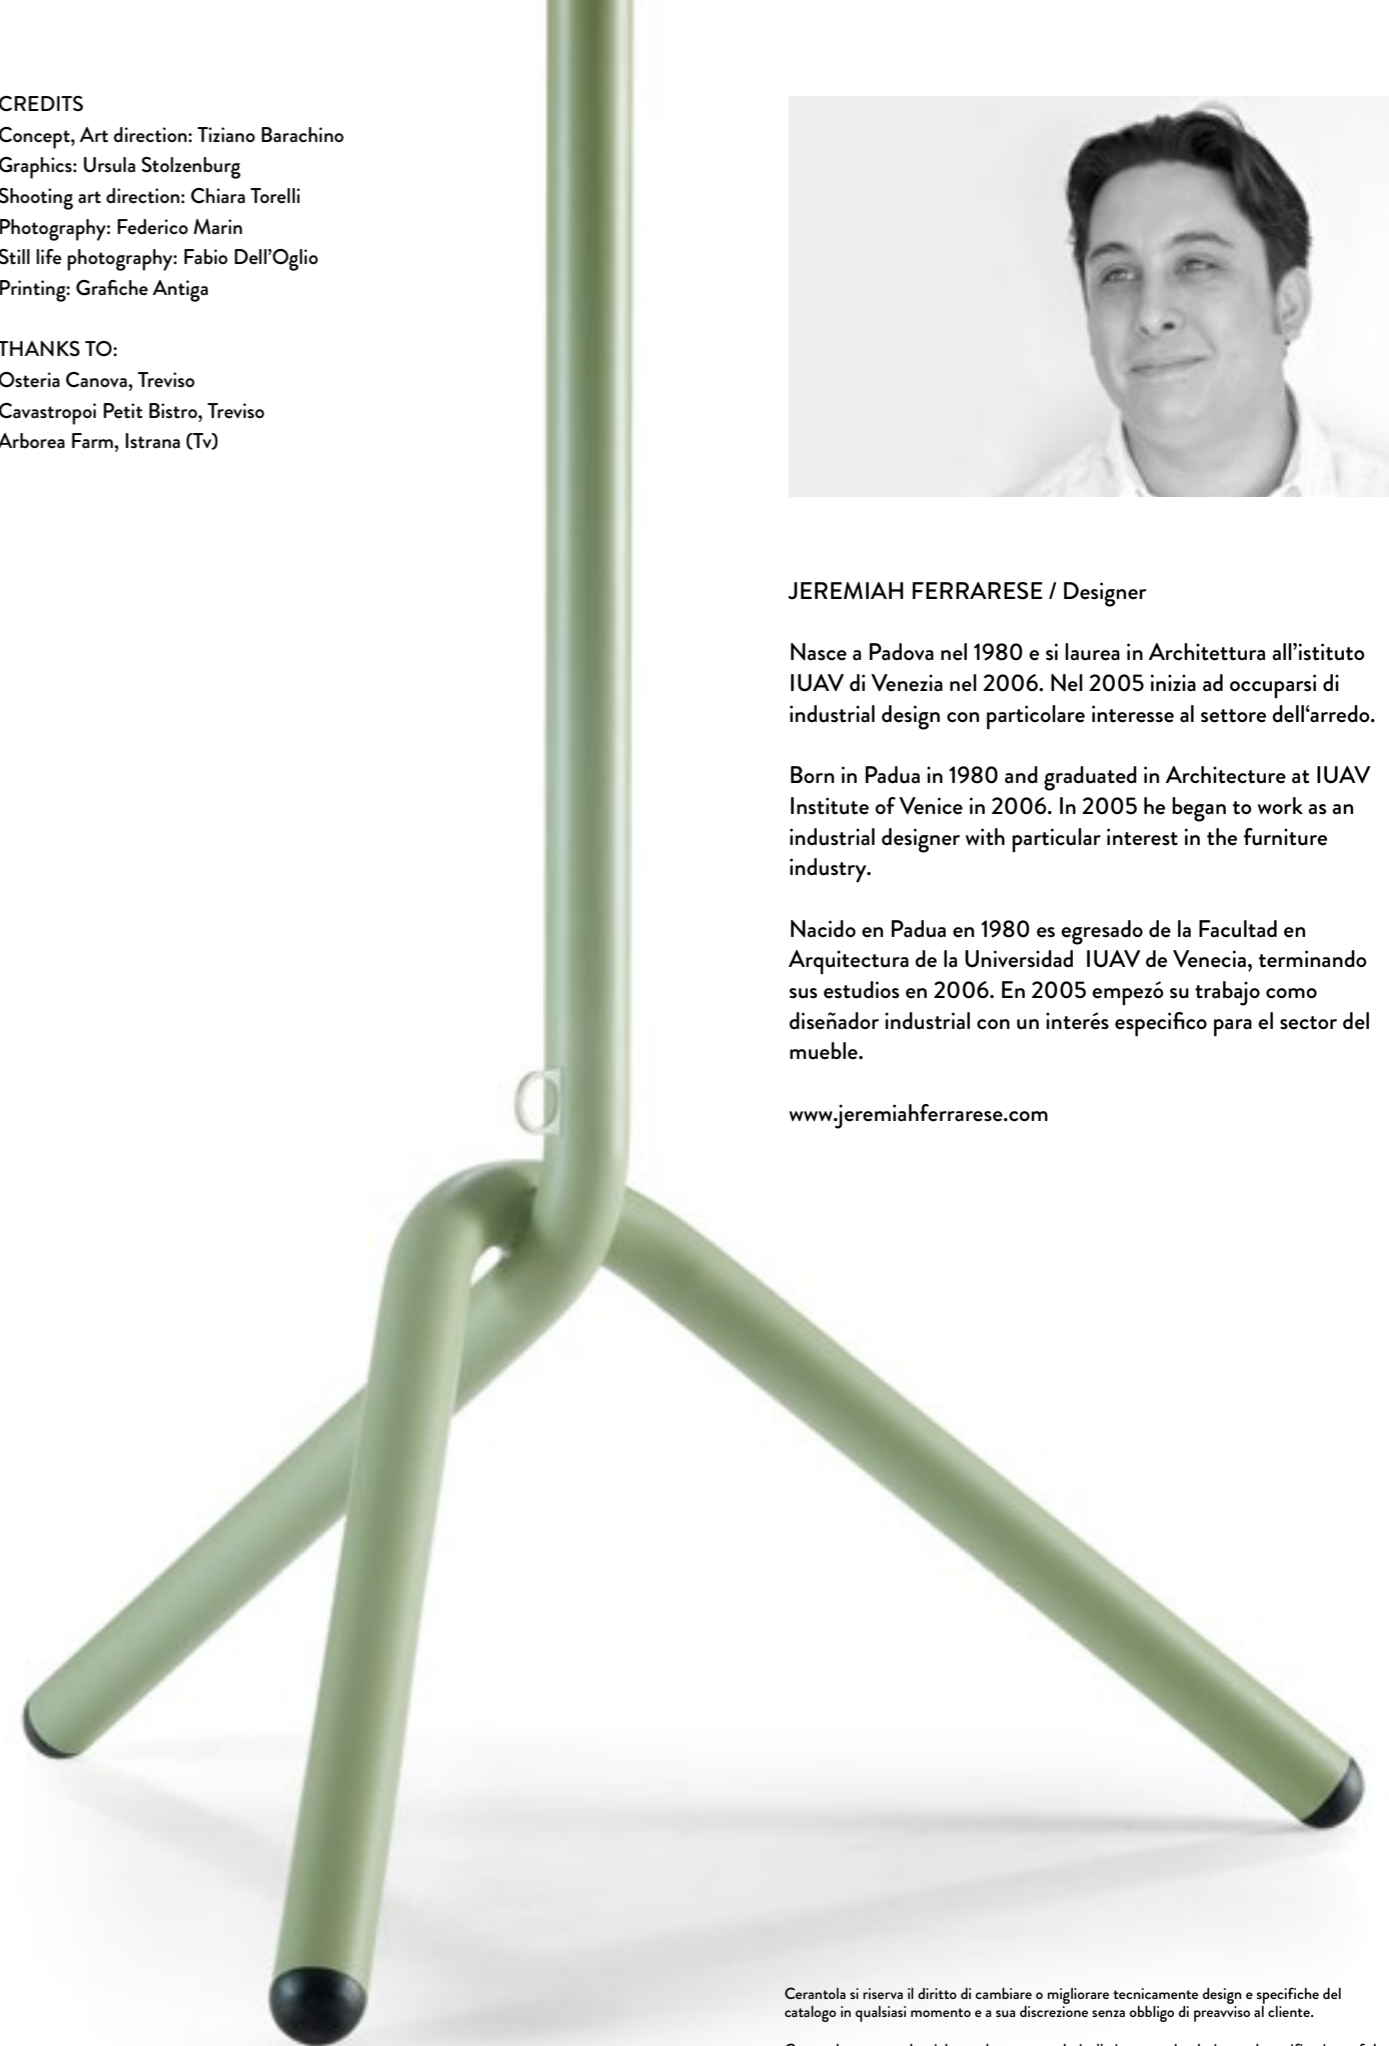 CREDITS
Concept, Art direction: Tiziano Barachino
Graphics: Ursula Stolzenburg
Shooting art direction: Chiara Torelli
Photography: Federico Marin
Still life photography: Fabio Dell’Oglio
Printing: Grafiche Antiga
THANKS TO:
Osteria Canova, Treviso
Cavastropoi Petit Bistro, Treviso
Arborea Farm, Istrana (Tv)
JEREMIAH FERRARESE / Designer
Nasce a Padova nel 1980 e si laurea in Architettura all’istituto
IUAV di Venezia nel 2006. Nel 2005 inizia ad occuparsi di
industrial design con particolare interesse al settore dell‘arredo.
Born in Padua in 1980 and graduated in Architecture at IUAV
Institute of Venice in 2006. In 2005 he began to work as an
industrial designer with particular interest in the furniture
industry.
Nacido en Padua en 1980 es egresado de la Facultad en
Arquitectura de la Universidad  IUAV de Venecia, terminando
sus estudios en 2006. En 2005 empezó su trabajo como
diseñador industrial con un interés especifico para el sector del
mueble.
www.jeremiahferrarese.com
Cerantola si riserva il diritto di cambiare o migliorare tecnicamente design e specifiche del
catalogo in qualsiasi momento e a sua discrezione senza obbligo di preavviso al cliente.